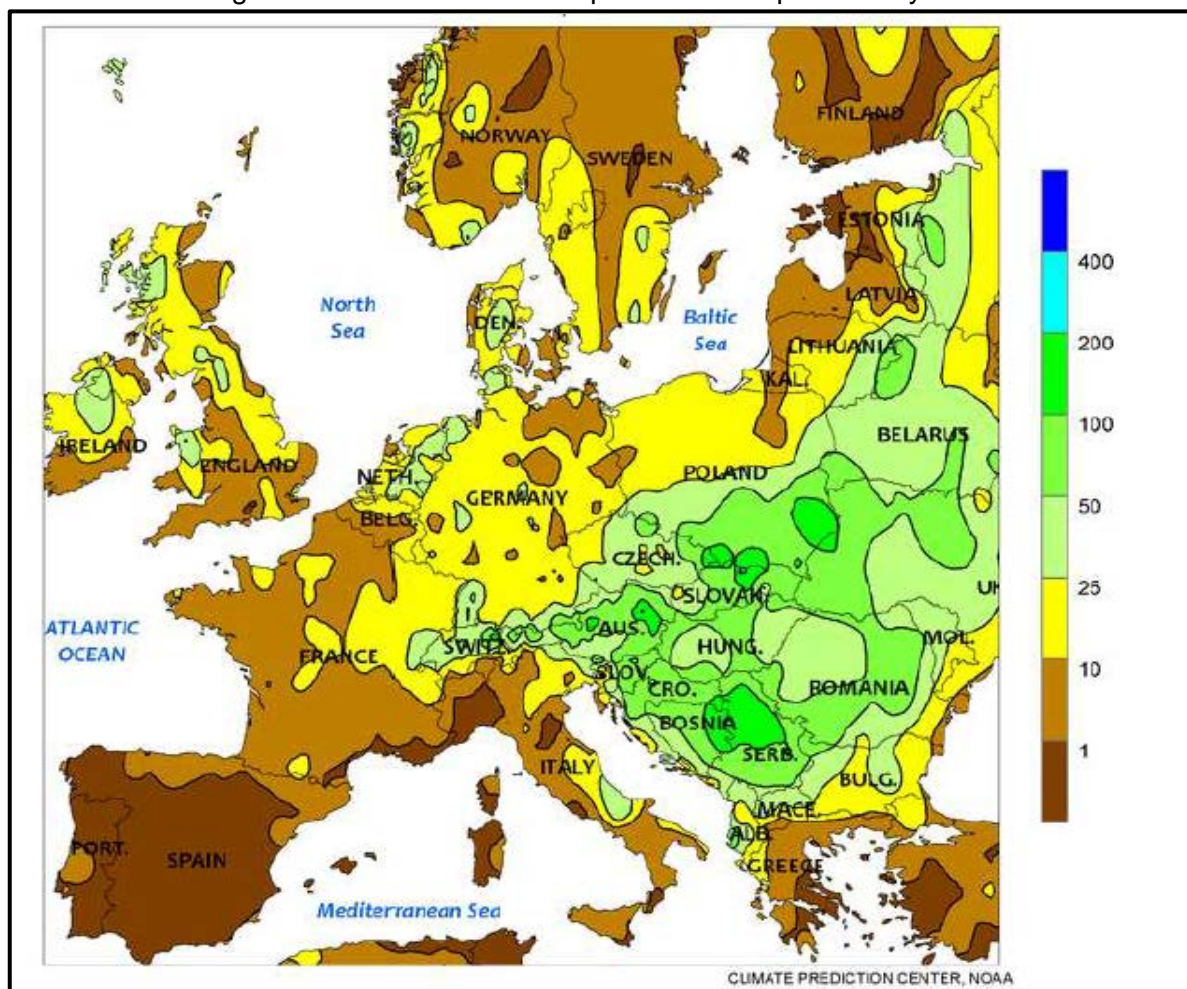 FINLAND
NORWAY
SWEDEN
ESTONIA
400
North
Sea
DEN.
Baltic
Sea
LATVIA
LITHUANIA
200
KAL.
100
IRELAND
ENGLAND
BELARUS
NETH.
GERMANY
POLAND
BELG.
50
CZECH.
SLOVAK.
25
UK
ATLANTIC
OCEAN
FRANCE
SWITZ.
AUS.
HUNG.
MOL.
SLOV.
CRO.
ROMANIA
10
BOSNIA
SERB.
1
ITALY
BULG.
MACE.
ALB.
PORT.
SPAIN
GREECE
Mediterranean Sea
CLIMATE PREDICTION CENTER, NOAA